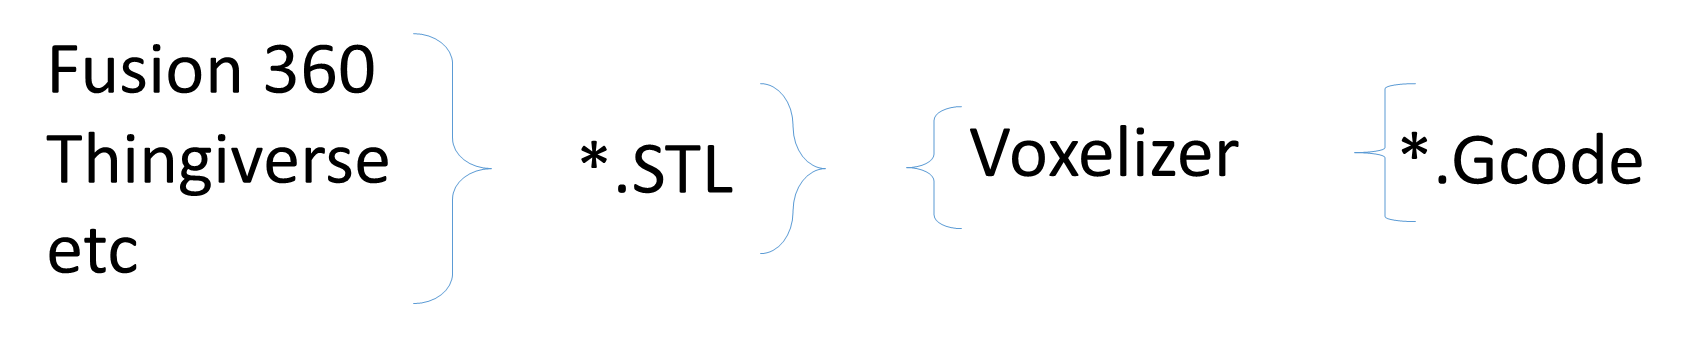 Fusion 360
Thingiverse
etc
*.STL
Voxelizer
*.Gcode